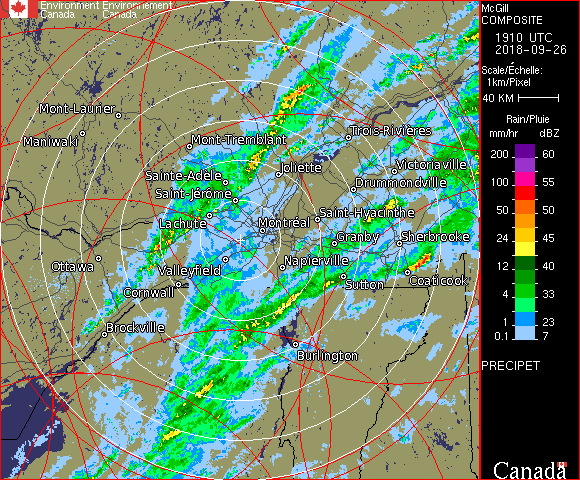 Environment Environnement
Canada Canada
McGill
COMPOSITE
1910 UTC
2018-09-26
Scale/Échelle:
1km/Pixel
40 KM
Rain/Pluie
mm/hr dBZ
200 60
100 55
50 50
24 45
12 40
4 33
1 23
0.1 7
PRECIPET
Canada
Mont-Laurier
Maniwaki
Mont-Tremblant
Trois-Rivières
Joliette
Victoriaville
Sainte-Adèle
Drummondville
Saint-Jérôme
Saint-Hyacinthe
Lachute
Montréal
Granby
Sherbrooke
Ottawa
Valleyfield
Napierville
Coaticook
Cornwall
Sutton
Brockville
Burlington